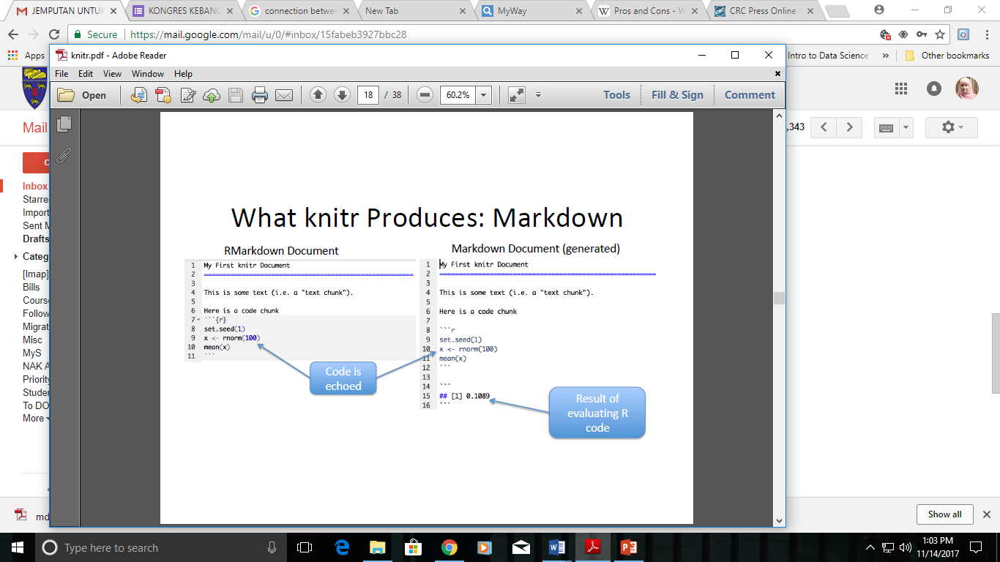 JEMPUTAN UNTUK
KONGRES KEBANG
connection betwee
New Tab
MyWay
Pros and Cons - W
CRC Press Online -
Secure
https://mail.google.com/mail/u/0/#inbox/15fabeb3927bbc28
Apps
Intro to Data Science
»
Other bookmarks
knitr.pdf - Adobe Reader
File Edit View Window Help
Open
18 / 38
60.2%
Tools
Fill & Sign
Comment
Mail
,343
C
Inbox
Starre
Import
Sent M
Drafts
Categ
[Imap]
Bills
Course
Follow
Migrat
Misc
MyS
NAK A
Priority
Studen
To DO
More
What knitr Produces: Markdown
RMarkdown Document
1 My First knitr Document
2 ======================================================
3
4 This is some text (i.e. a "text chunk").
5
6 Here is a code chunk
7 ```{r}
8 set.seed(1)
9 x <- rnorm(100)
10 mean(x)
11 ```
Code is
echoed
Markdown Document (generated)
1 My First knitr Document
2 ========================================================
3
4 This is some text (i.e. a "text chunk").
5
6 Here is a code chunk
7
8 ```r
9 set.seed(1)
10 x <- rnorm(100)
11 mean(x)
12 ```
13
14 ```
15 ## [1] 0.1089
16 ```
Result of
evaluating R
code
md
Show all
Type here to search
1:03 PM
11/14/2017